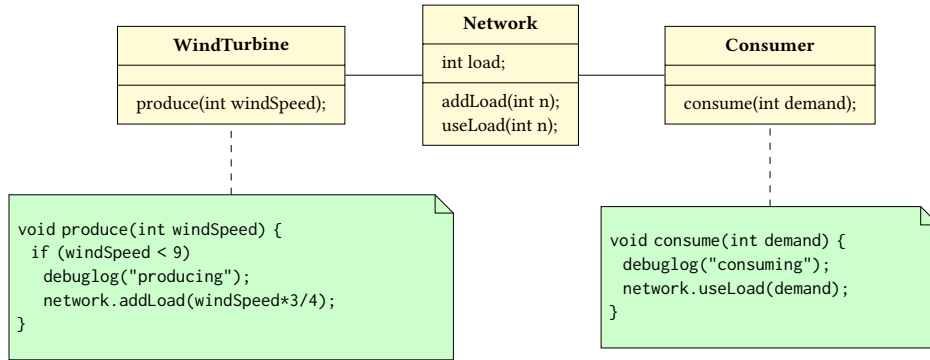 WindTurbine
produce(int windSpeed);
Network
int load;
addLoad(int n);
useLoad(int n);
Consumer
consume(int demand);
void produce(int windSpeed) {
  if (windSpeed < 9)
    debuglog("producing");
    network.addLoad(windSpeed*3/4);
}
void consume(int demand) {
  debuglog("consuming");
  network.useLoad(demand);
}